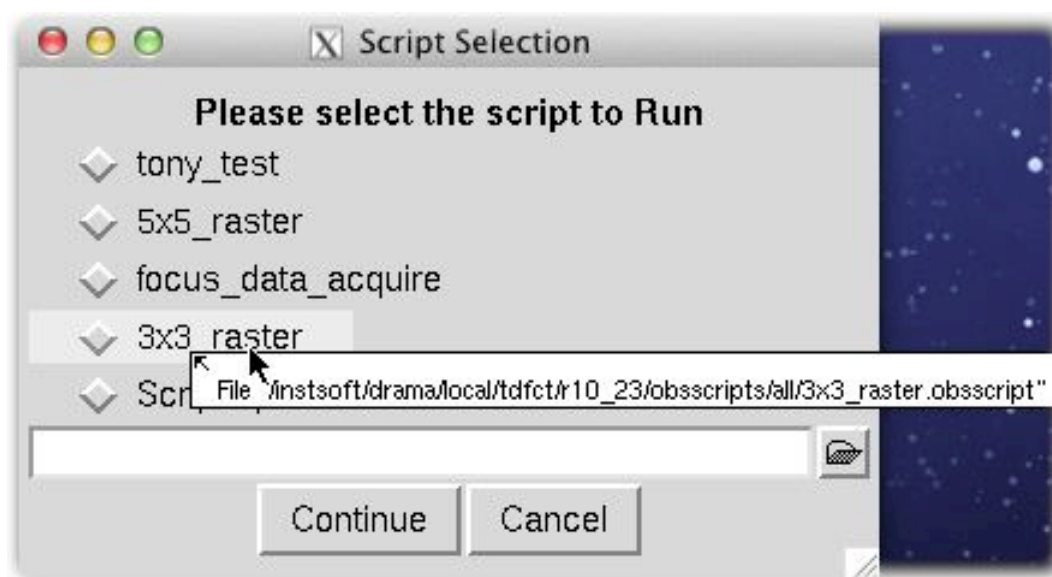 Script Selection
Please select the script to Run
tony_test
5x5_raster
focus_data_acquire
3x3_raster
File "/instsoft/drama/local/tdfct/r10_23/obsscripts/all/3x3_raster.obsscript"
Continue
Cancel